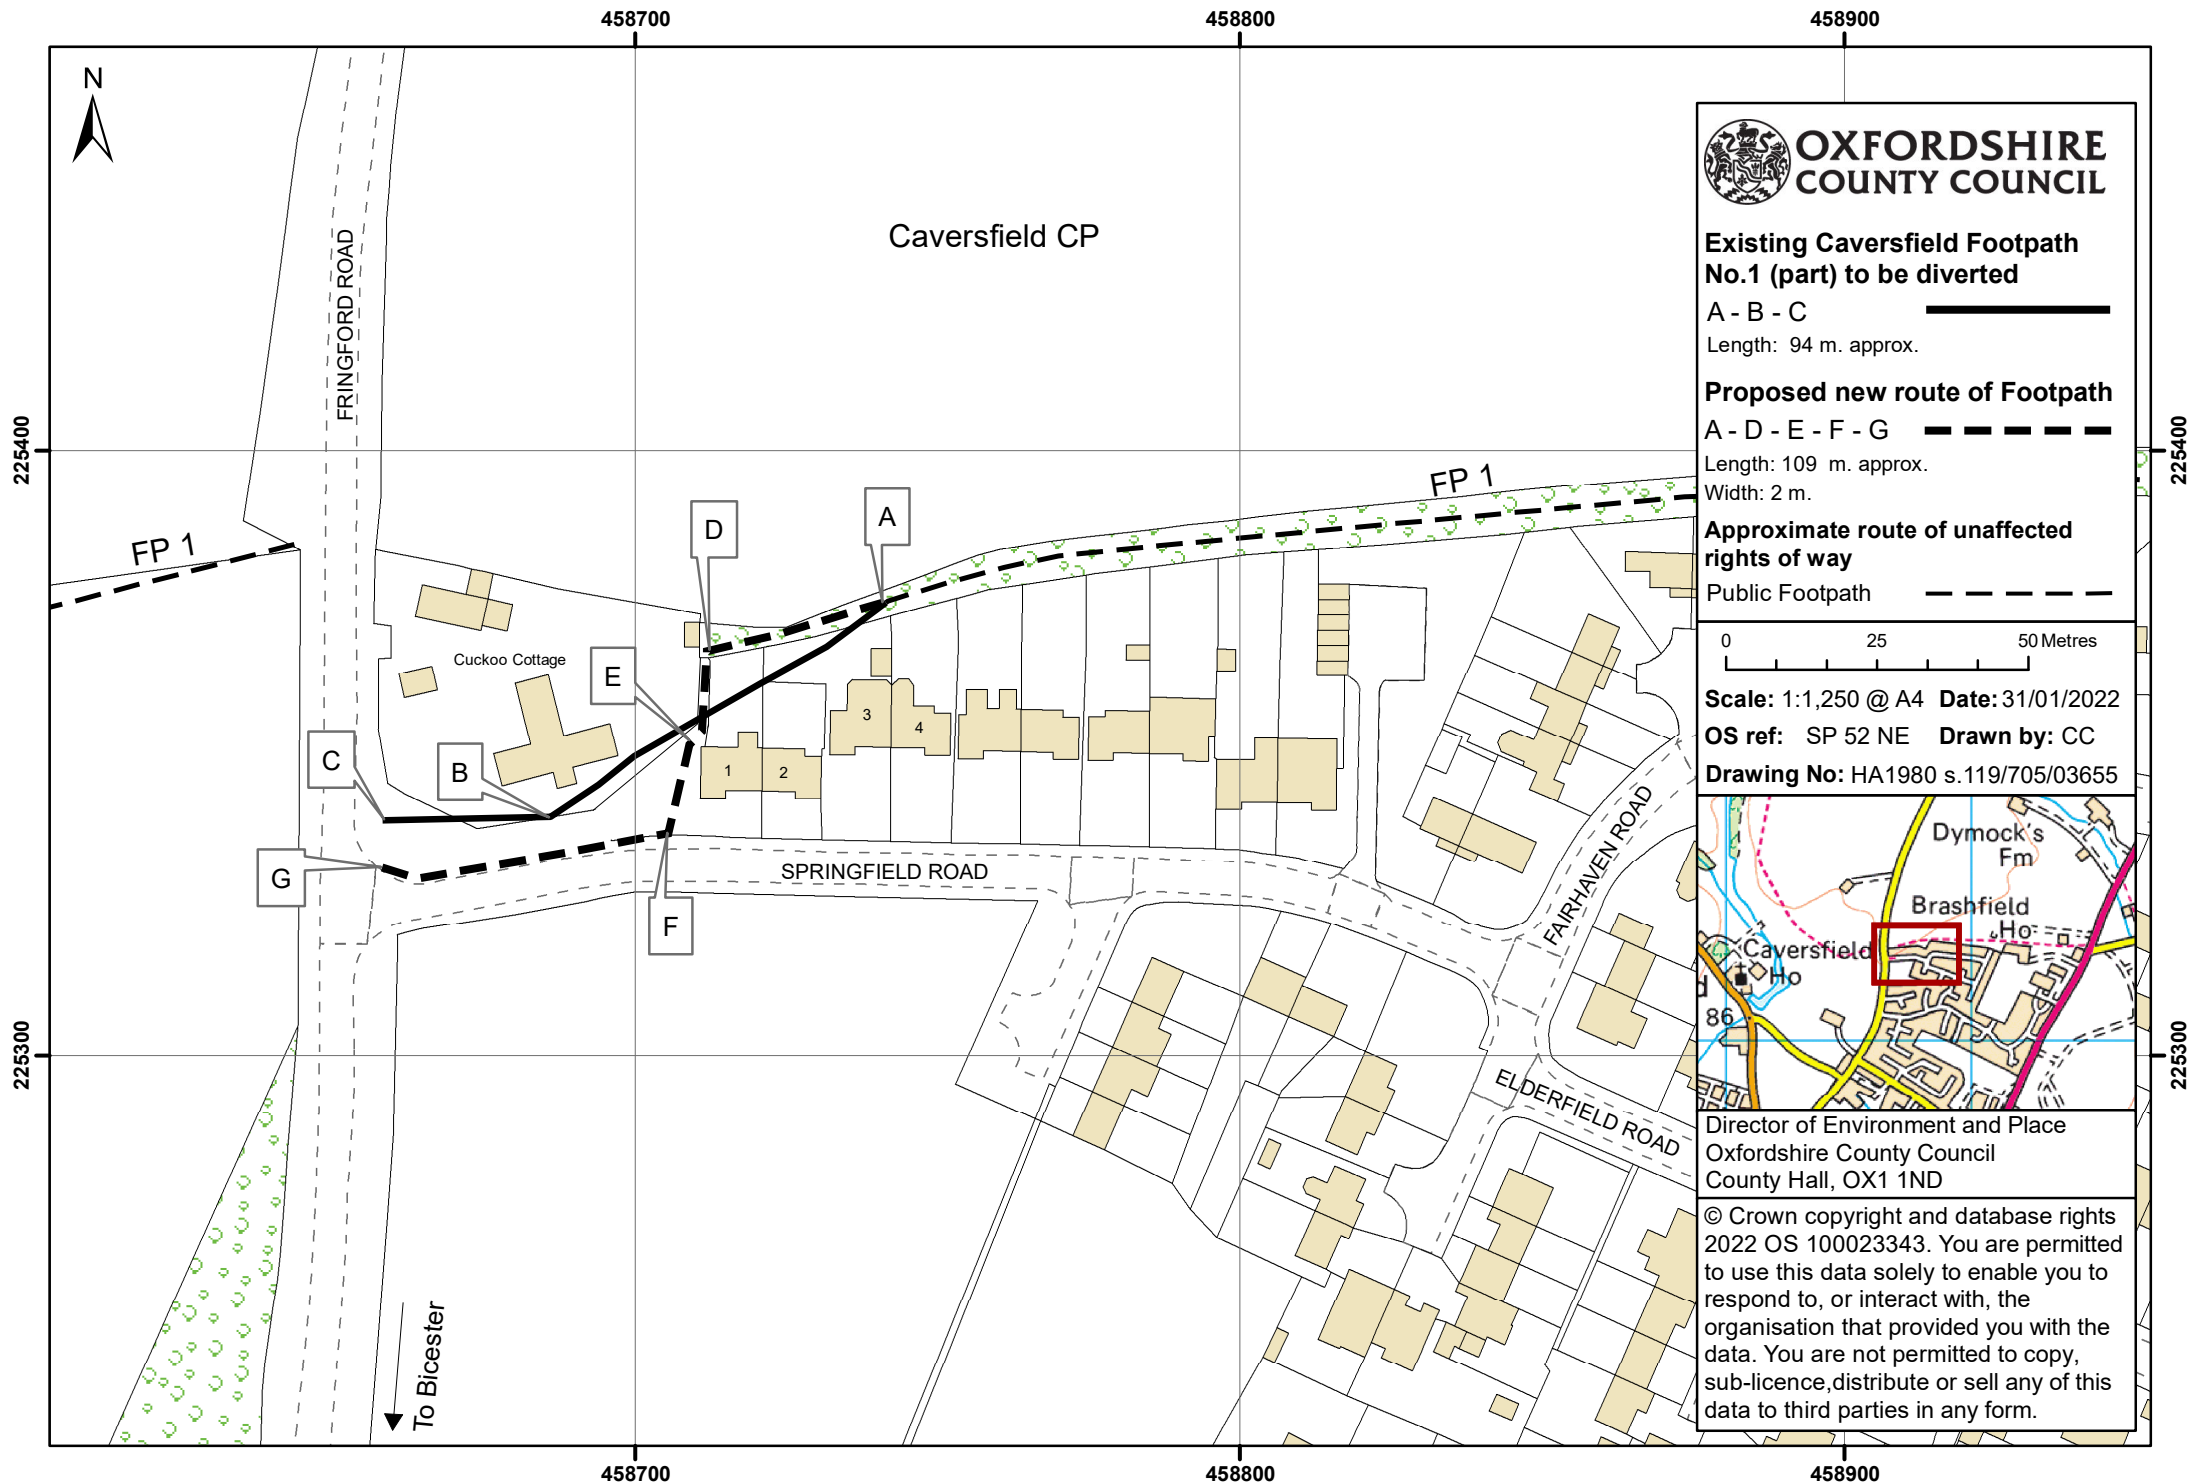 458700
458800
458900
N
FRINGFORD ROAD
Caversfield CP
225400
225400
FP 1
FP 1
D
A
E
Cuckoo Cottage
C
B
1
2
3
4
G
F
SPRINGFIELD ROAD
FAIRHAVEN ROAD
ELDERFIELD ROAD
225300
225300
To Bicester
458700
458800
458900
OXFORDSHIRE
COUNTY COUNCIL
Existing Caversfield Footpath
No.1 (part) to be diverted
A - B - C
Length: 94 m. approx.
Proposed new route of Footpath
A - D - E - F - G
Length: 109 m. approx.
Width: 2 m.
Approximate route of unaffected
rights of way
Public Footpath
0 25 50 Metres
Scale: 1:1,250 @ A4 Date: 31/01/2022
OS ref: SP 52 NE Drawn by: CC
Drawing No: HA1980 s.119/705/03655
Dymock's
Fm
Brashfield
Ho
Caversfield
Ho
d
86
Director of Environment and Place
Oxfordshire County Council
County Hall, OX1 1ND
© Crown copyright and database rights
2022 OS 100023343. You are permitted
to use this data solely to enable you to
respond to, or interact with, the
organisation that provided you with the
data. You are not permitted to copy,
sub-licence,distribute or sell any of this
data to third parties in any form.